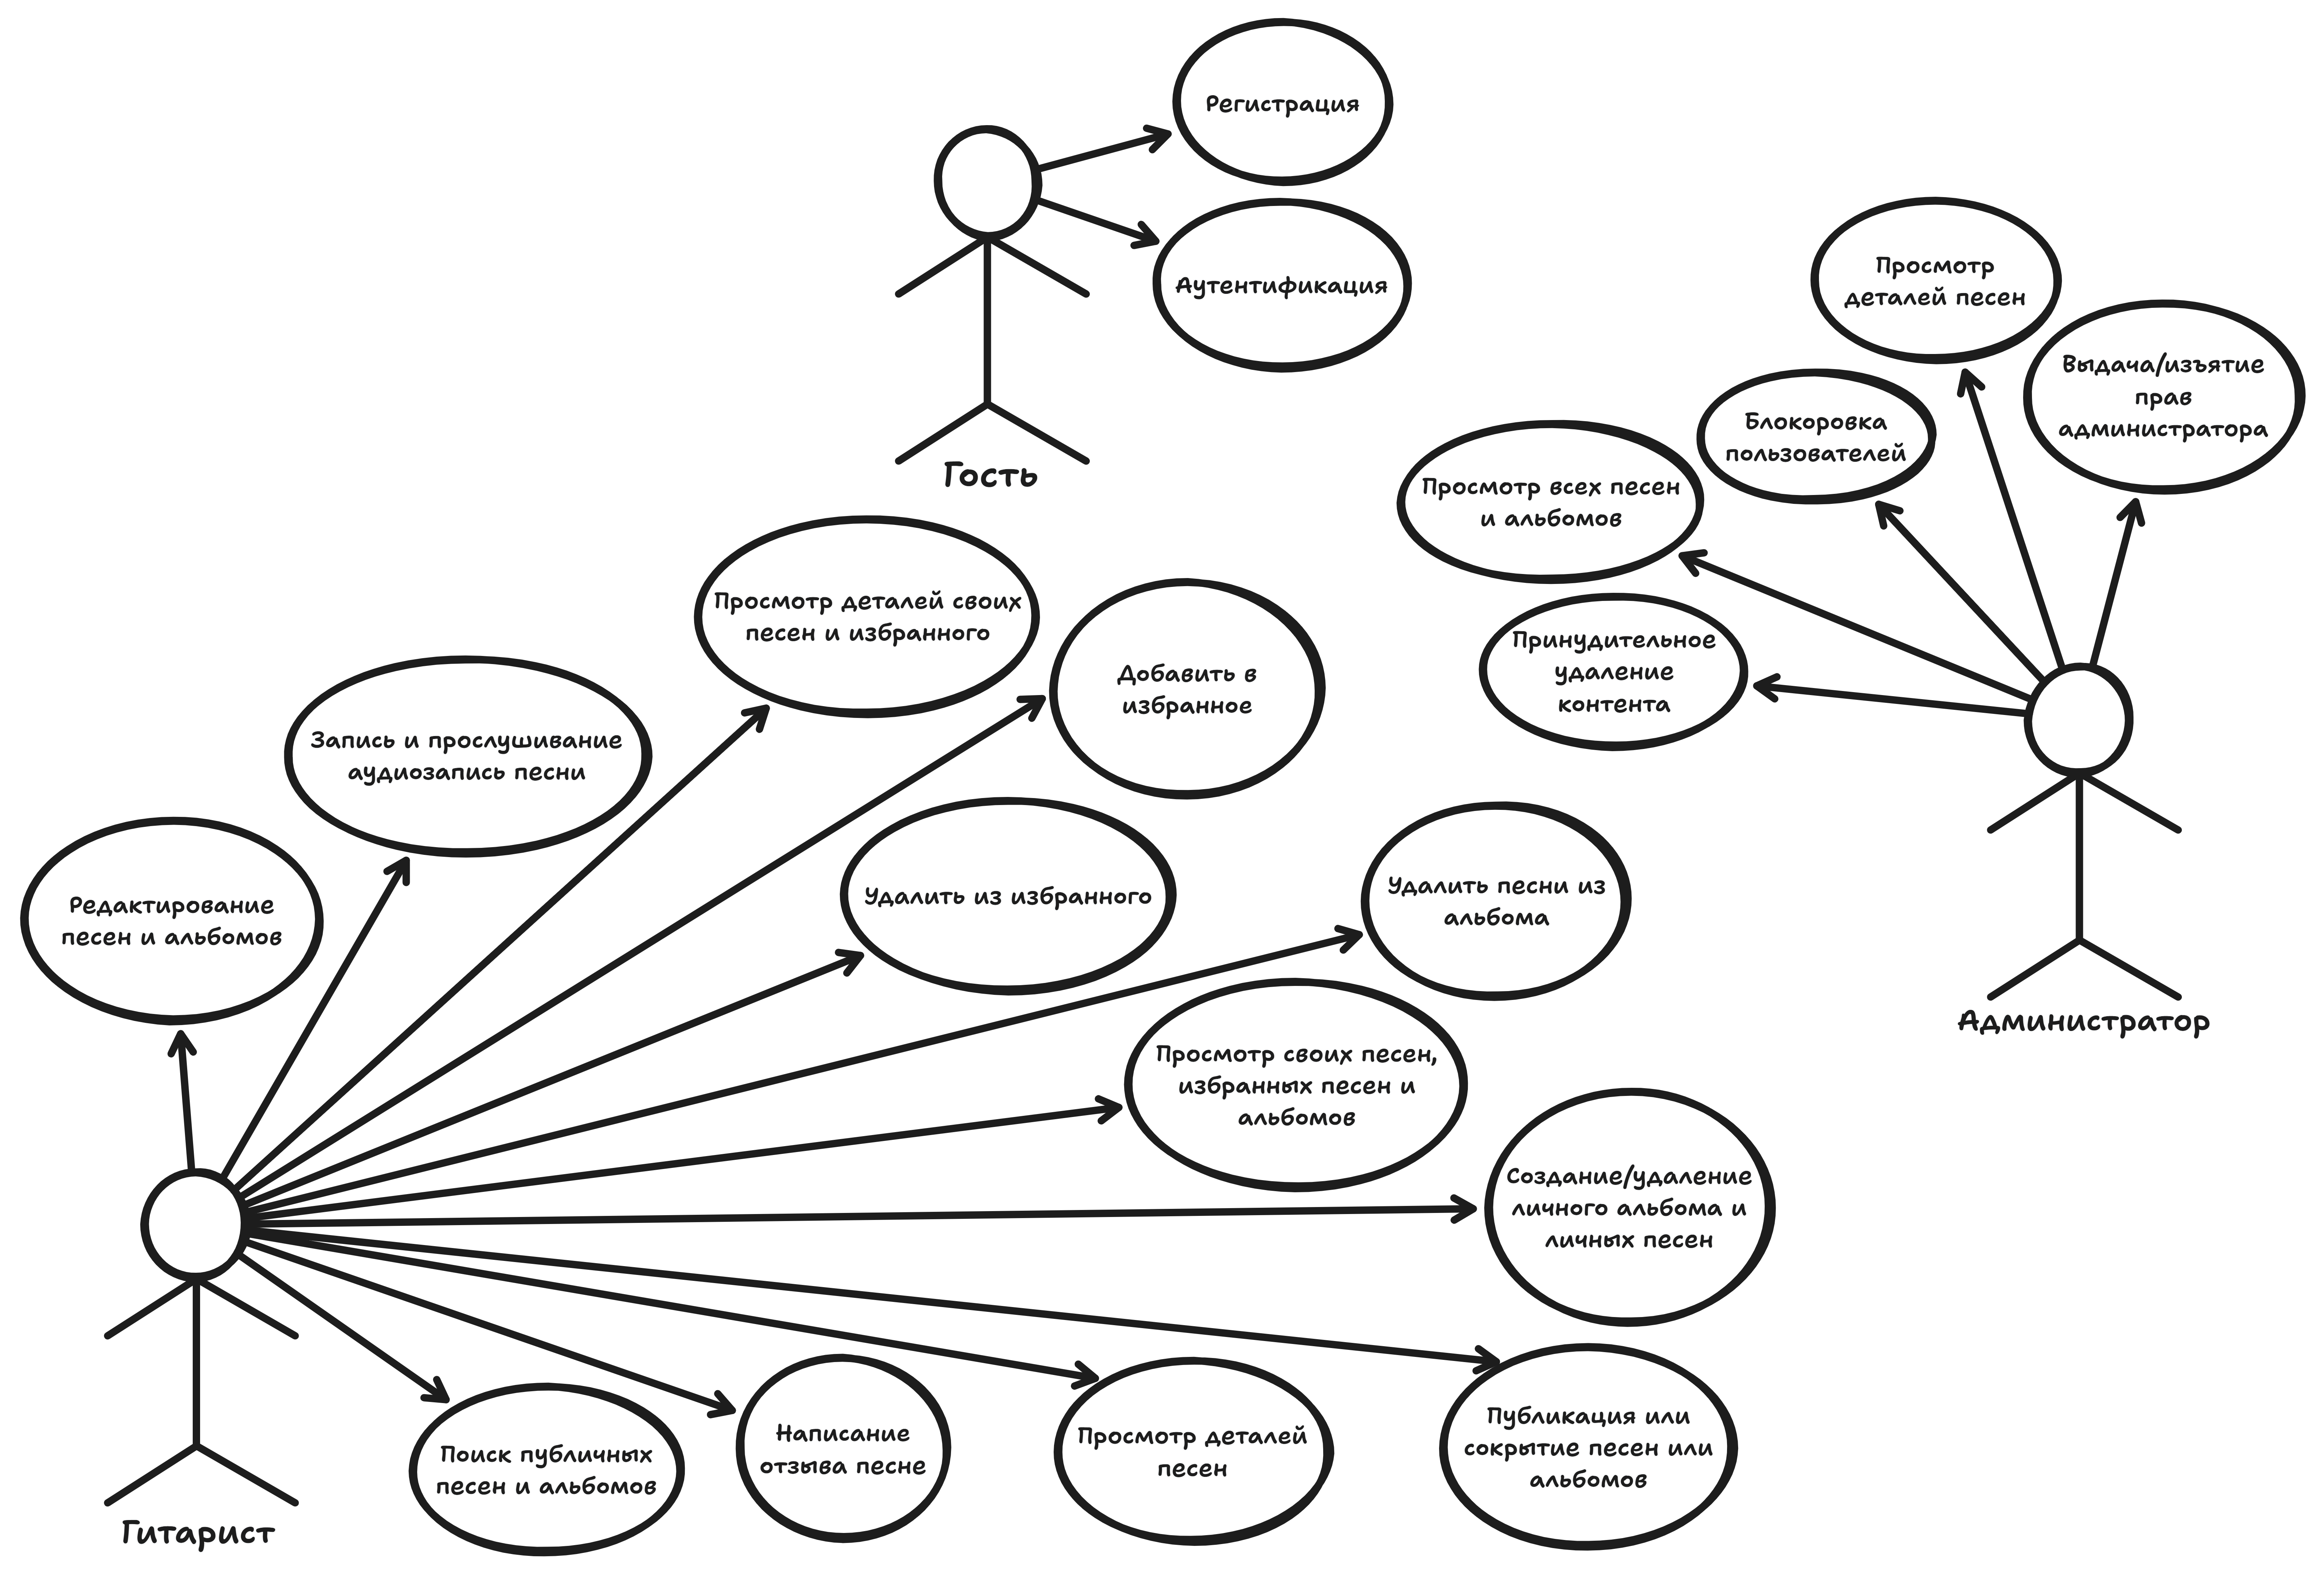 Регистрация
Аутентификация
Гость
Просмотр
деталей песен
Выдача/изъятие
прав
администратора
Блокоровка
пользователей
Просмотр всех песен
и альбомов
Принудительное
удаление
контента
Администратор
Просмотр деталей своих
песен и избранного
Добавить в
избранное
Запись и прослушивание
аудиозапись песни
Редактирование
песен и альбомов
Удалить из избранного
Удалить песни из
альбома
Просмотр своих песен,
избранных песен и
альбомов
Создание/удаление
личного альбома и
личных песен
Публикация или
сокрытие песен или
альбомов
Просмотр деталей
песен
Написание
отзыва песне
Поиск публичных
песен и альбомов
Гитарист